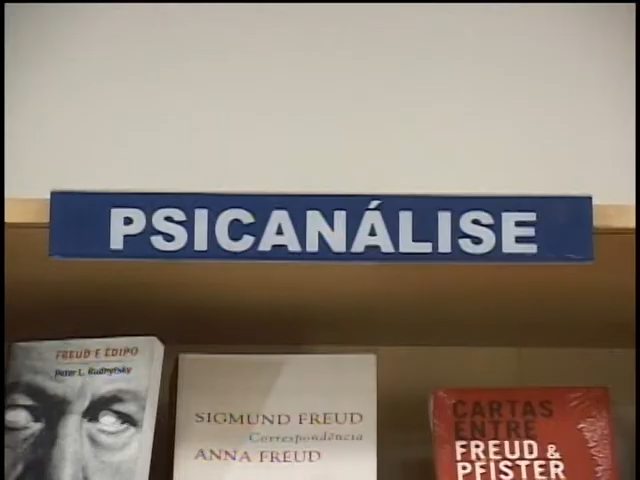 PSICANÁLISE
FREUD E ÉDIPO
Peter L. Rudnytsky
SIGMUND FREUD
Correspondência
ANNA FREUD
CARTAS
ENTRE
FREUD &
PFISTER